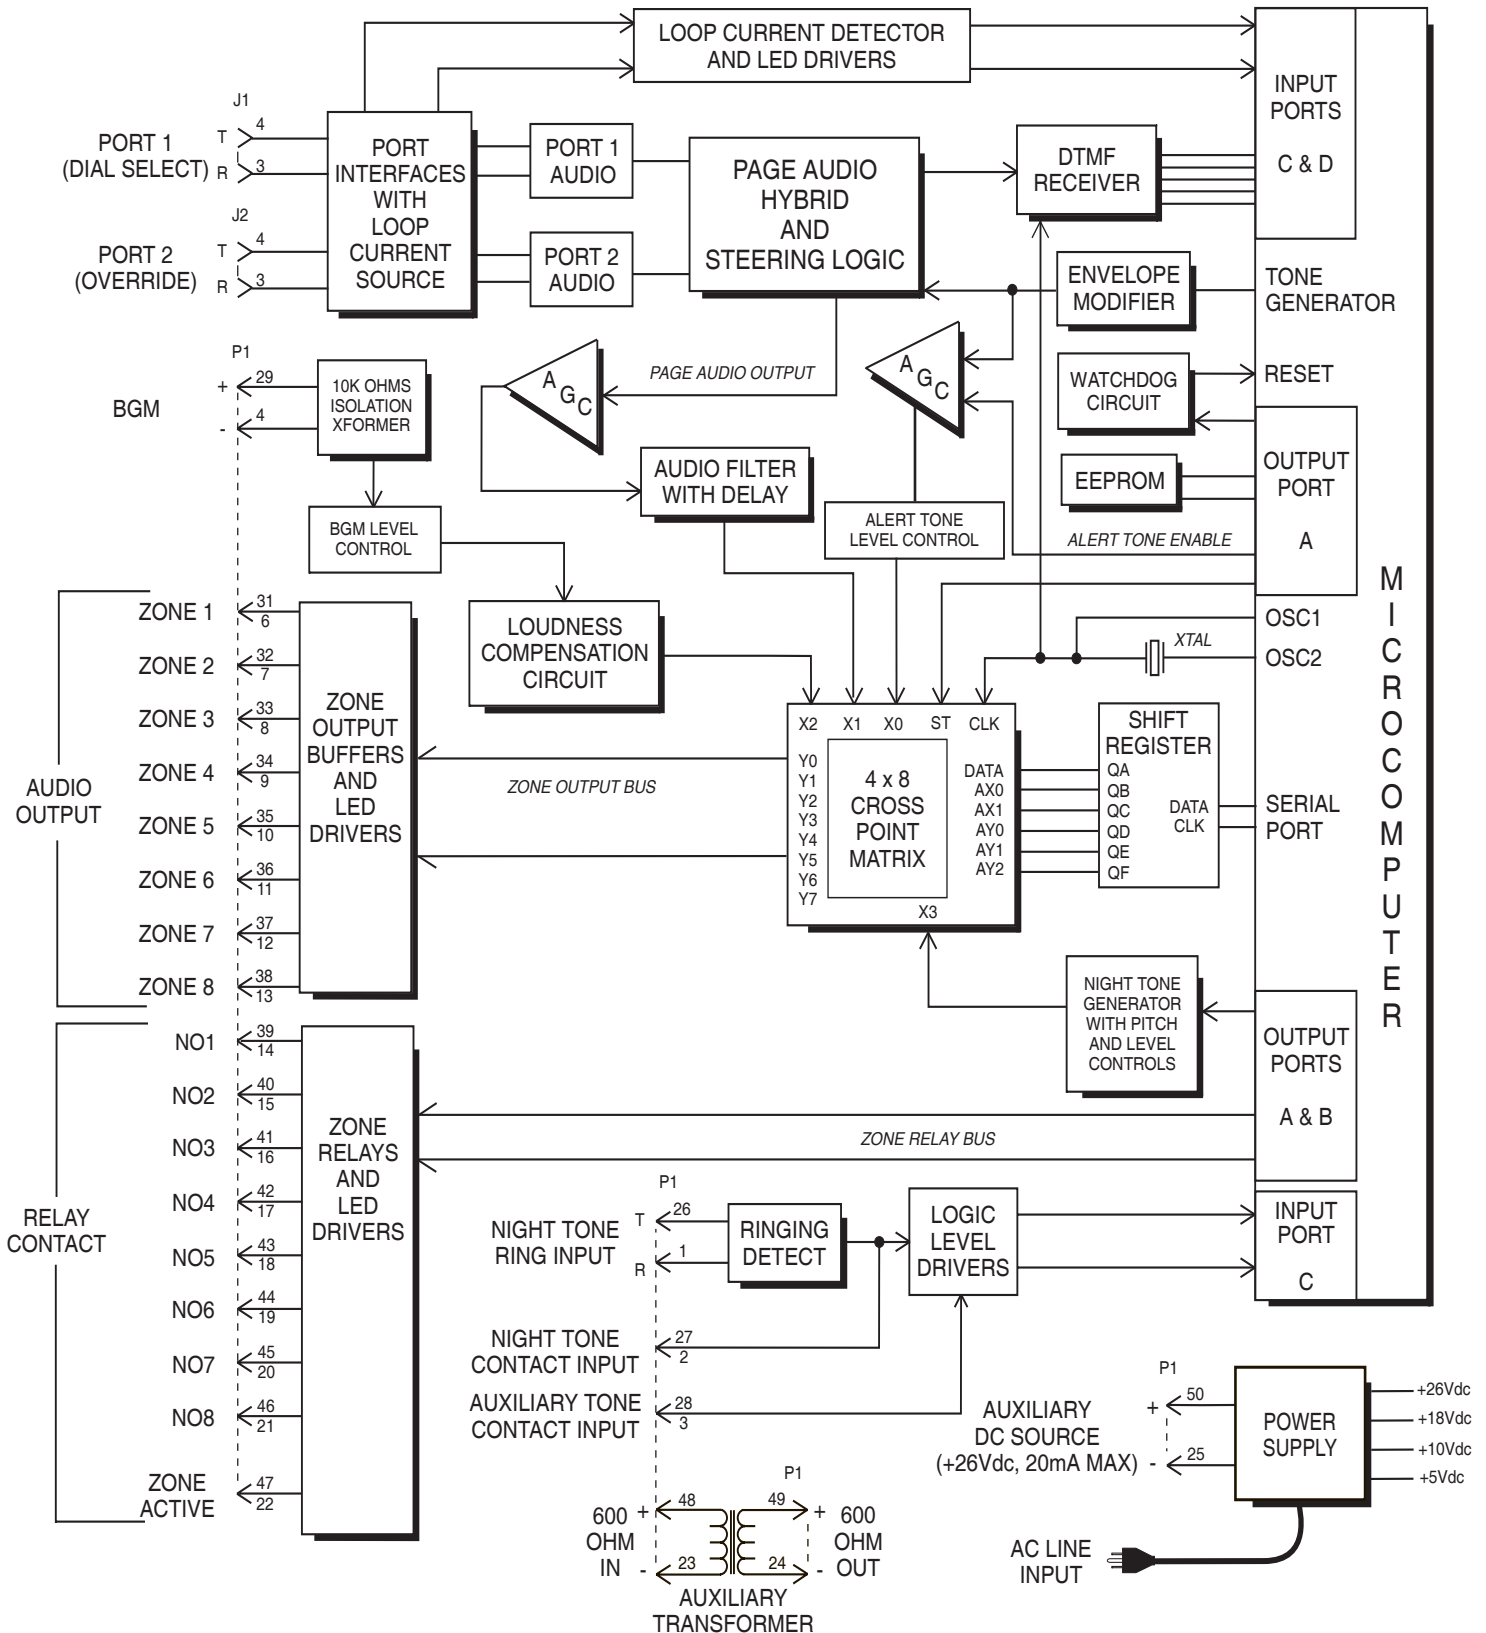 LOOP CURRENT DETECTOR
AND LED DRIVERS
INPUT
PORTS
C & D
J1
PORT 1
(DIAL SELECT)
T
4
R
3
J2
PORT 2
(OVERRIDE)
T
4
R
3
PORT
INTERFACES
WITH
LOOP
CURRENT
SOURCE
PORT 1
AUDIO
PORT 2
AUDIO
PAGE AUDIO
HYBRID
AND
STEERING LOGIC
DTMF
RECEIVER
ENVELOPE
MODIFIER
TONE
GENERATOR
P1
BGM
+
29
-
4
10K OHMS
ISOLATION
XFORMER
AGC
PAGE AUDIO OUTPUT
AGC
WATCHDOG
CIRCUIT
RESET
EEPROM
OUTPUT
PORT
A
AUDIO FILTER
WITH DELAY
BGM LEVEL
CONTROL
ALERT TONE
LEVEL CONTROL
ALERT TONE ENABLE
MICROCOMPUTER
OSC1
XTAL
OSC2
LOUDNESS
COMPENSATION
CIRCUIT
AUDIO
OUTPUT
ZONE 1
31
6
ZONE 2
32
7
ZONE 3
33
8
ZONE 4
34
9
ZONE 5
35
10
ZONE 6
36
11
ZONE 7
37
12
ZONE 8
38
13
ZONE
OUTPUT
BUFFERS
AND
LED
DRIVERS
ZONE OUTPUT BUS
X2 X1 X0 ST CLK
Y0
Y1
Y2
Y3
Y4
Y5
Y6
Y7
4 x 8
CROSS
POINT
MATRIX
DATA
AX0
AX1
AY0
AY1
AY2
X3
SHIFT
REGISTER
QA
QB
QC
QD
QE
QF
DATA
CLK
SERIAL
PORT
NIGHT TONE
GENERATOR
WITH PITCH
AND LEVEL
CONTROLS
OUTPUT
PORTS
A & B
RELAY
CONTACT
NO1
39
14
NO2
40
15
NO3
41
16
NO4
42
17
NO5
43
18
NO6
44
19
NO7
45
20
NO8
46
21
ZONE
ACTIVE
47
22
ZONE
RELAYS
AND
LED
DRIVERS
ZONE RELAY BUS
P1
NIGHT TONE
RING INPUT
T
26
R
1
RINGING
DETECT
LOGIC
LEVEL
DRIVERS
INPUT
PORT
C
NIGHT TONE
CONTACT INPUT
27
2
AUXILIARY TONE
CONTACT INPUT
28
3
P1
AUXILIARY
DC SOURCE
(+26Vdc, 20mA MAX)
+
50
-
25
POWER
SUPPLY
+26Vdc
+18Vdc
+10Vdc
+5Vdc
P1
600
OHM
IN
+
48
-
23
49
+
24
-
600
OHM
OUT
AUXILIARY
TRANSFORMER
AC LINE
INPUT